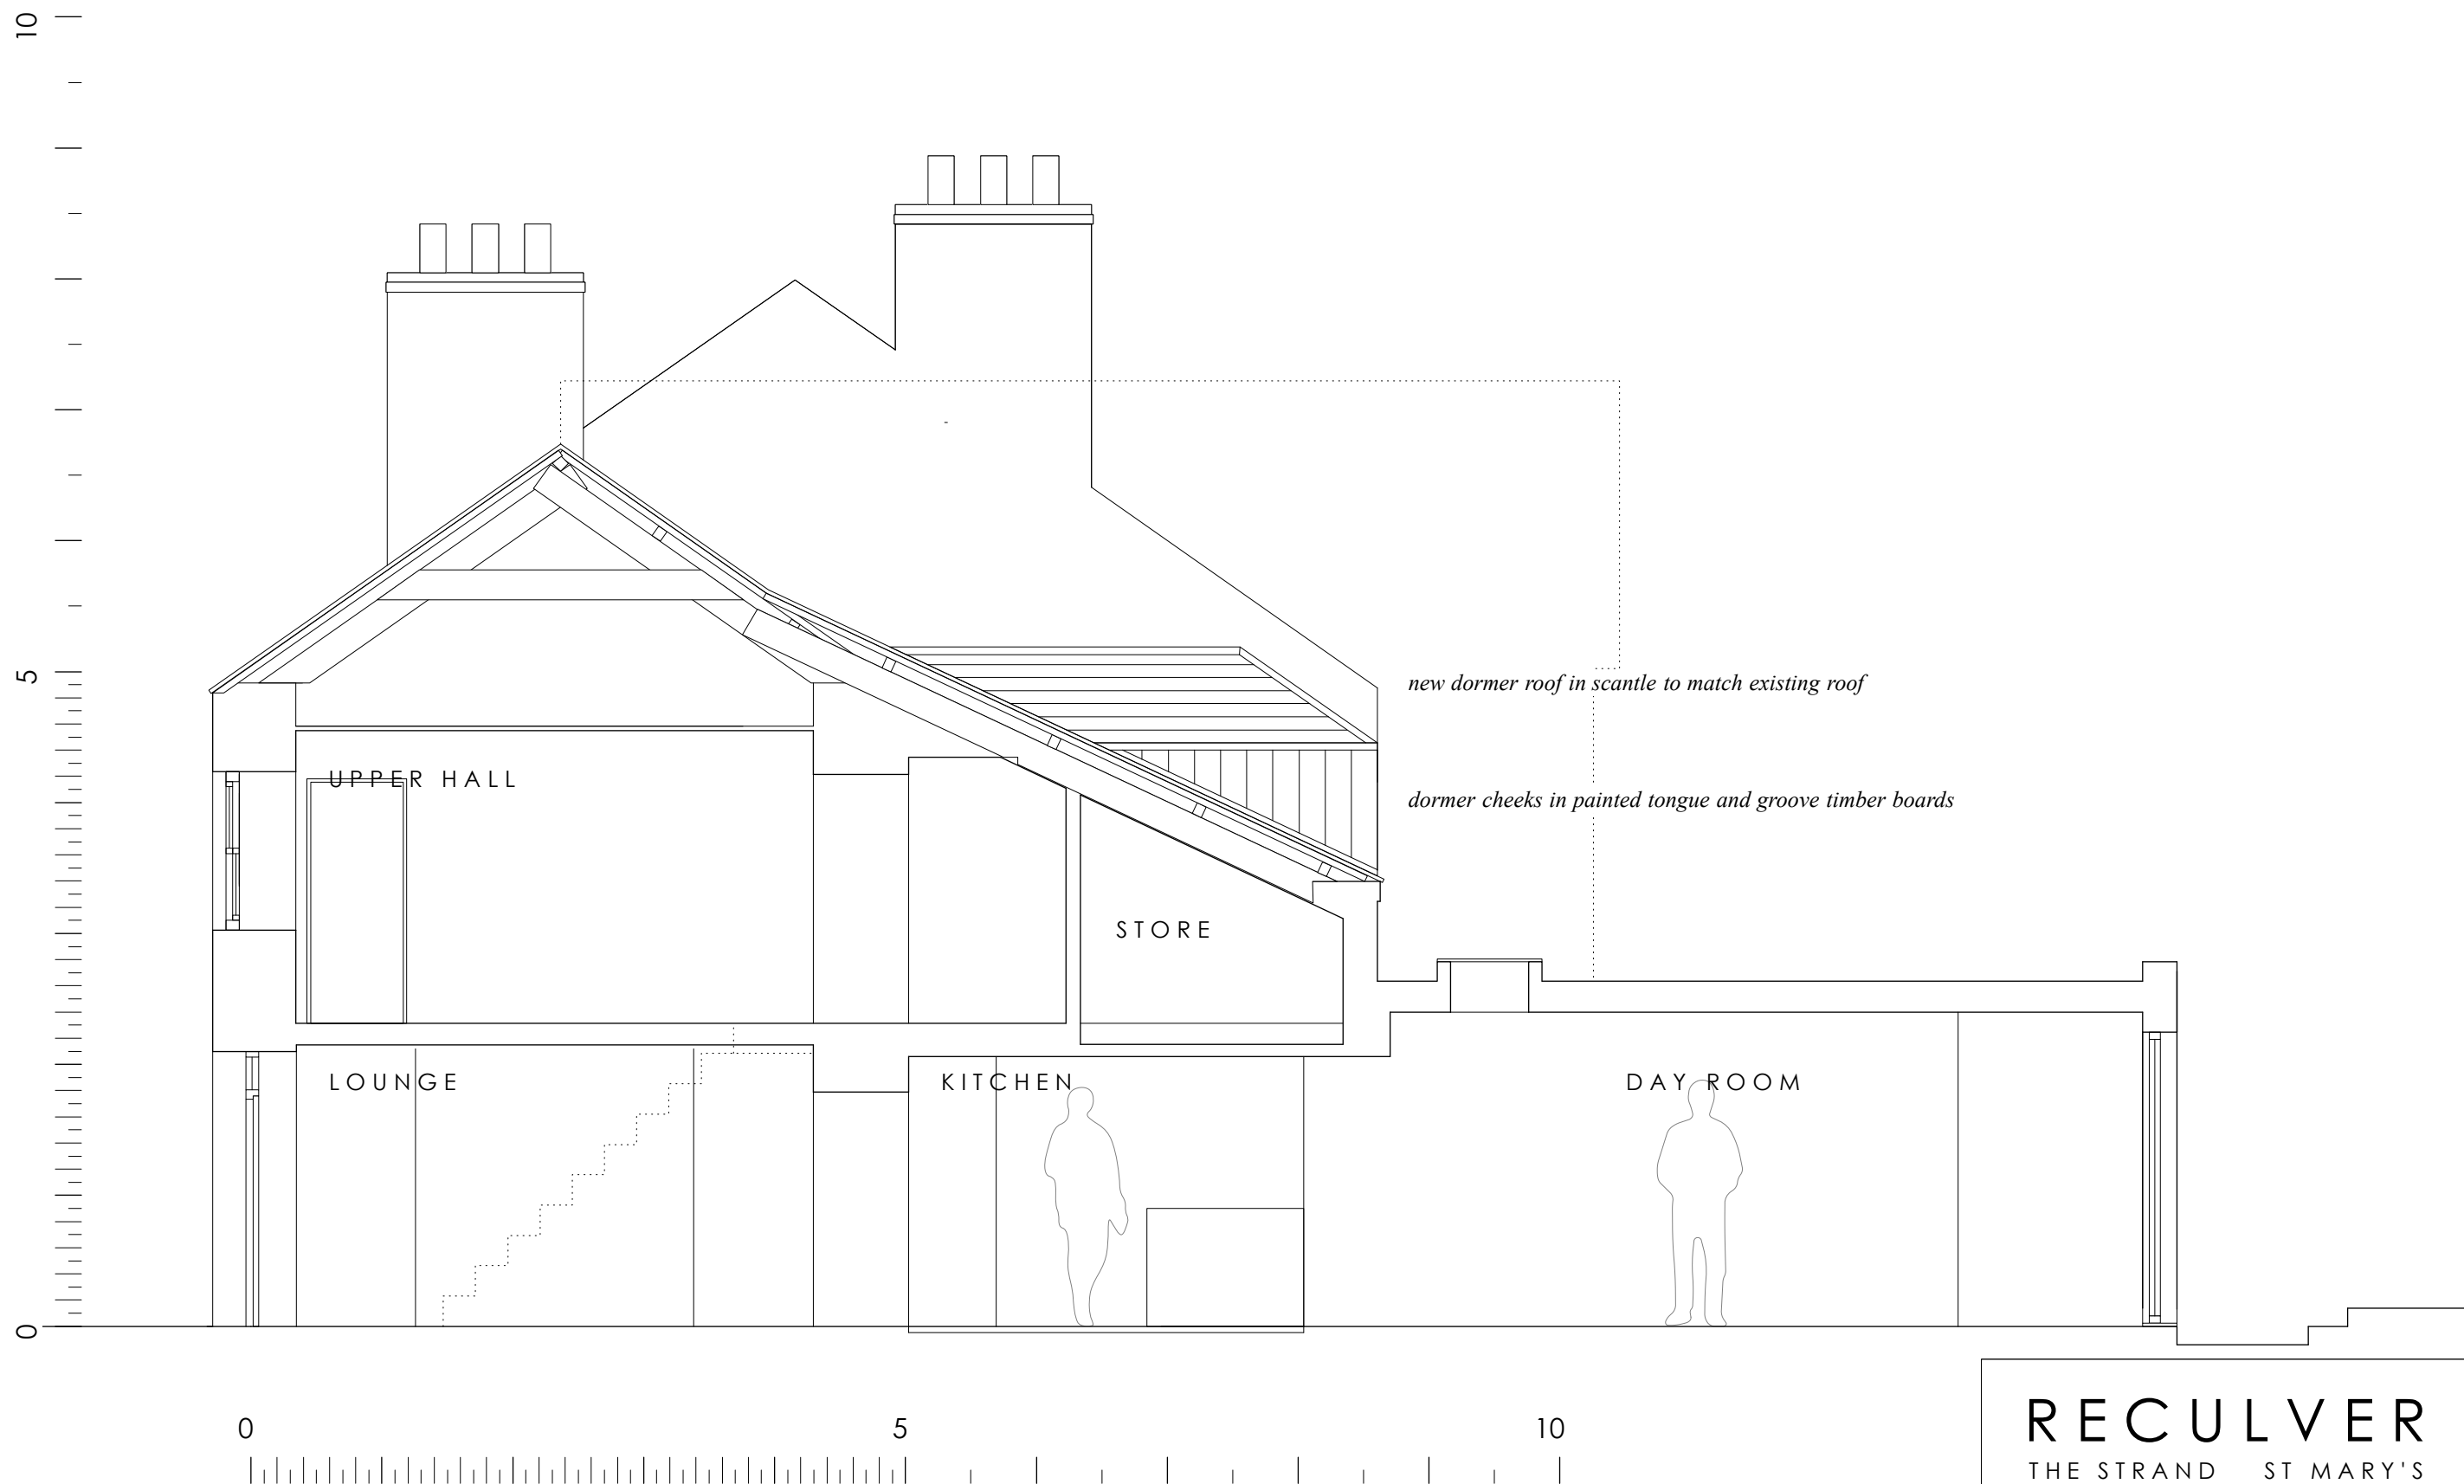 10
5
0
new dormer roof in scantle to match existing roof
dormer cheeks in painted tongue and groove timber boards
UPPER HALL
STORE
LOUNGE
KITCHEN
DAY ROOM
0
5
10
RECULVER
THE STRAND ST MARY'S